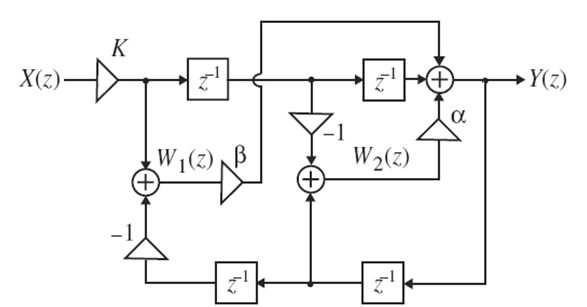 K
X(z)
z⁻¹
z⁻¹
+
Y(z)
-1
α
W₁(z)
β
W₂(z)
+
+
-1
z⁻¹
z⁻¹